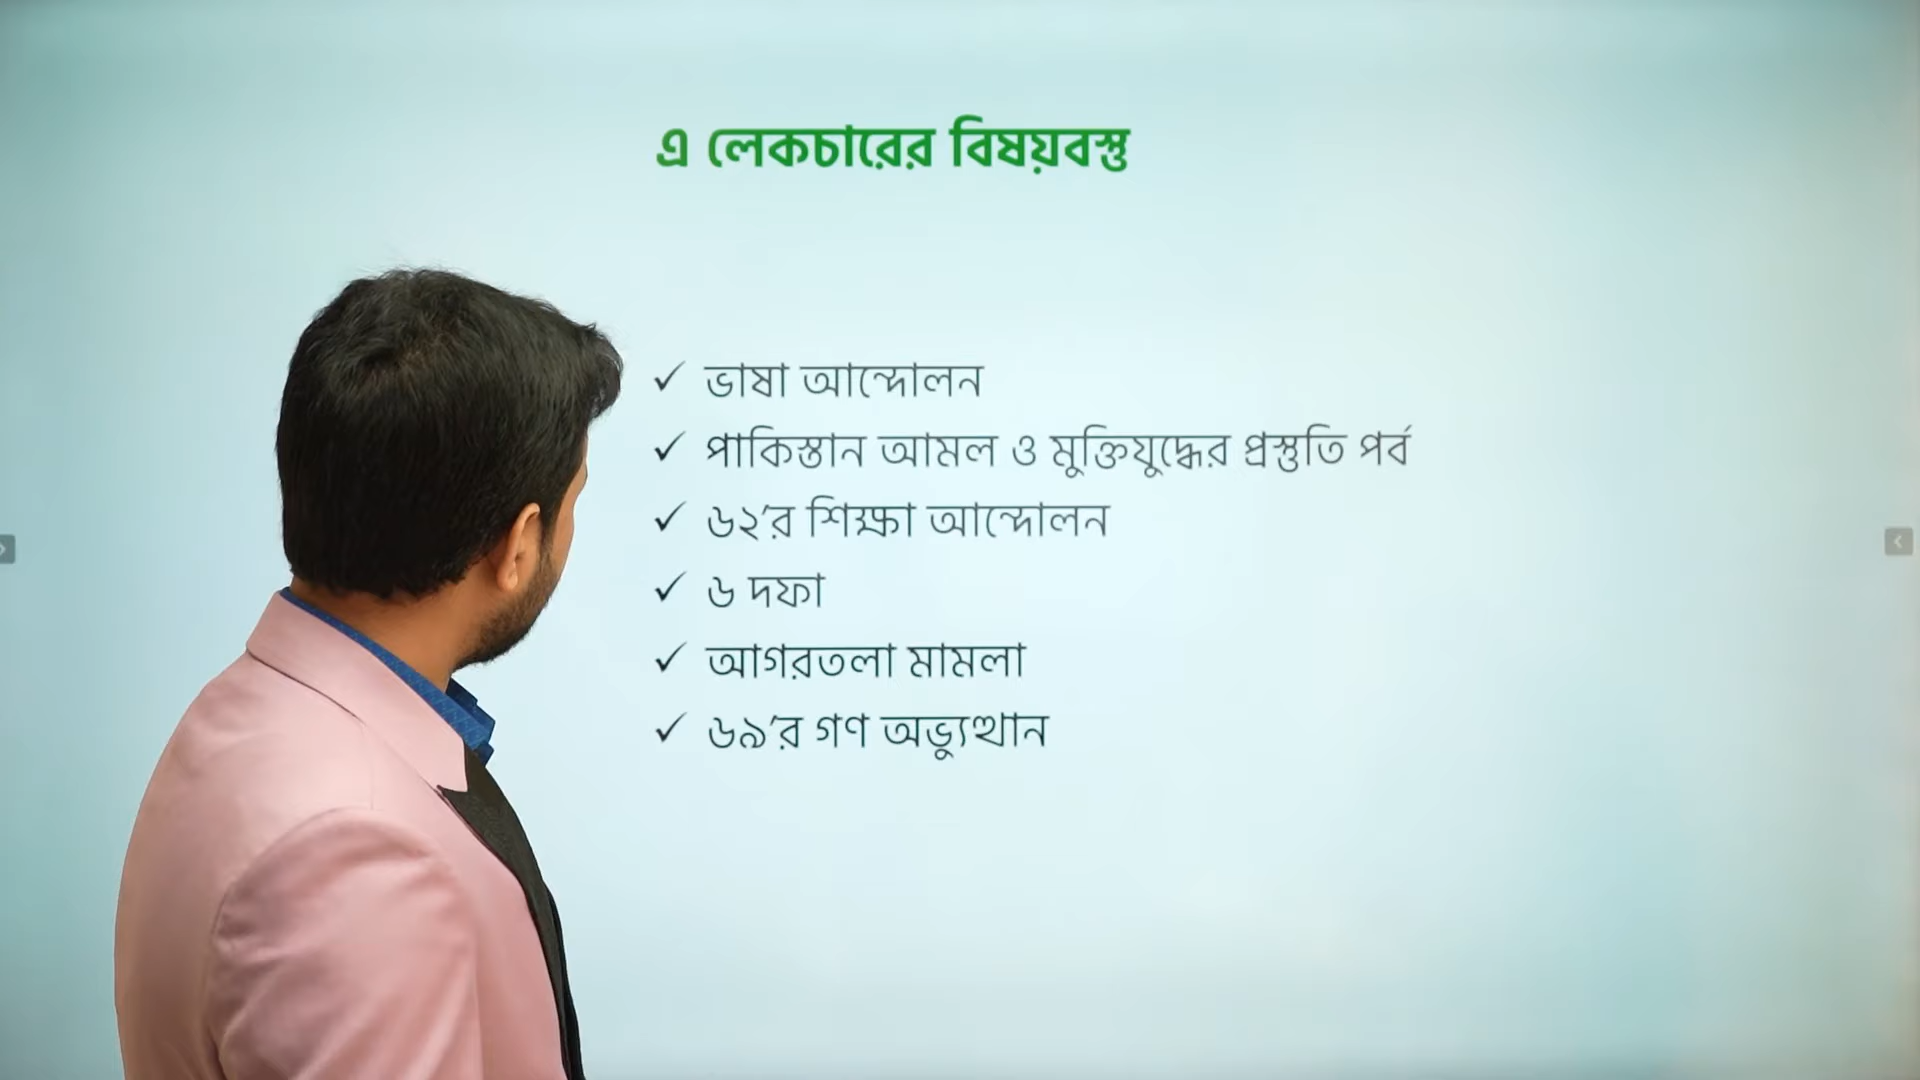 এ লেকচারের বিষয়বস্তু
✓ ভাষা আন্দোলন
✓ পাকিস্তান আমল ও মুক্তিযুদ্ধের প্রস্তুতি পর্ব
✓ ৬২’র শিক্ষা আন্দোলন
✓ ৬ দফা
✓ আগরতলা মামলা
✓ ৬৯’র গণ অভ্যুত্থান